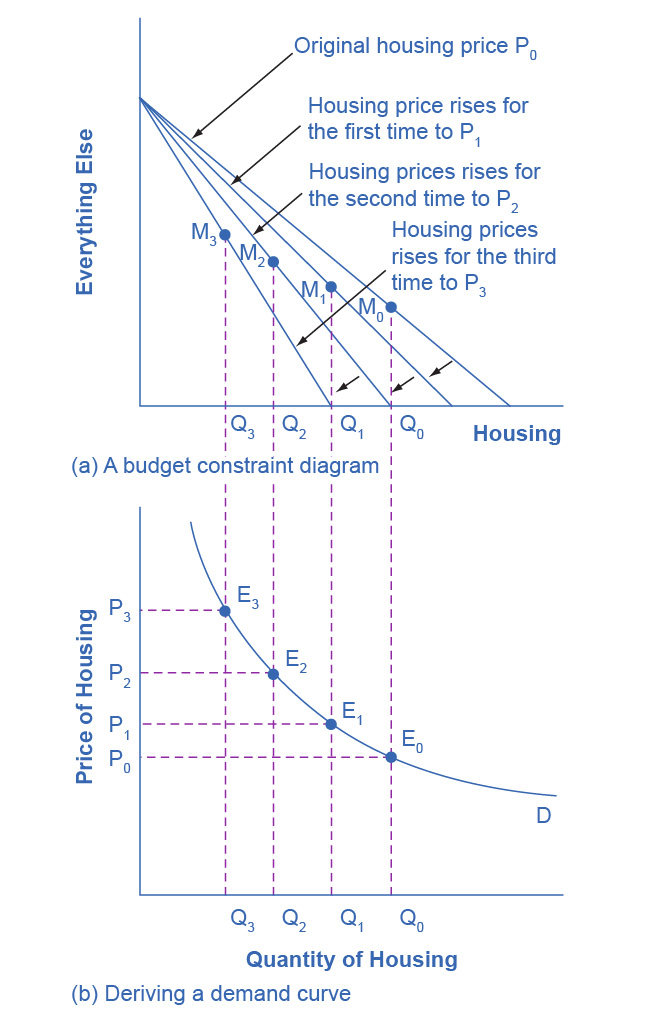 Original housing price P₀
Housing price rises for
the first time to P₁
Housing prices rises for
the second time to P₂
Housing prices
rises for the third
time to P₃
Everything Else
M₃
M₂
M₁
M₀
Q₃ Q₂ Q₁ Q₀
Housing
(a) A budget constraint diagram
Price of Housing
P₃
P₂
P₁
P₀
E₃
E₂
E₁
E₀
D
Q₃ Q₂ Q₁ Q₀
Quantity of Housing
(b) Deriving a demand curve